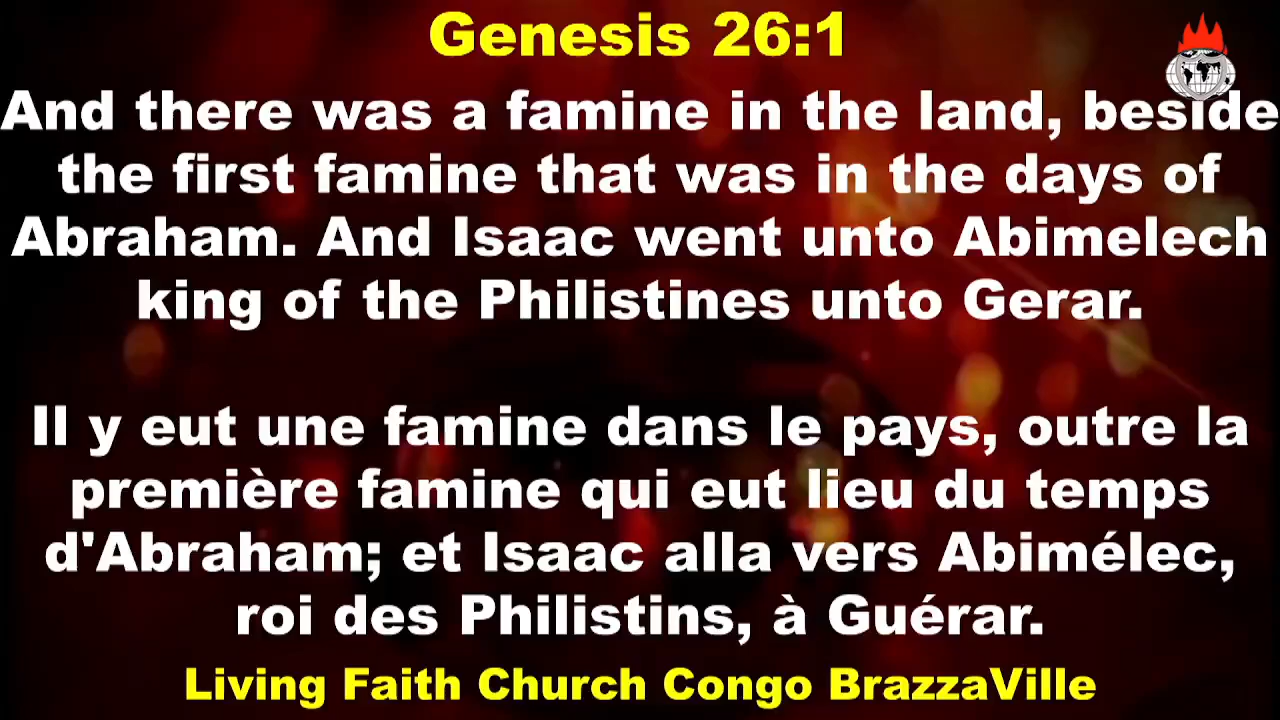 Genesis 26:1
And there was a famine in the land, beside
the first famine that was in the days of
Abraham. And Isaac went unto Abimelech
king of the Philistines unto Gerar.
Il y eut une famine dans le pays, outre la
première famine qui eut lieu du temps
d'Abraham; et Isaac alla vers Abimélec,
roi des Philistins, à Guérar.
Living Faith Church Congo BrazzaVille